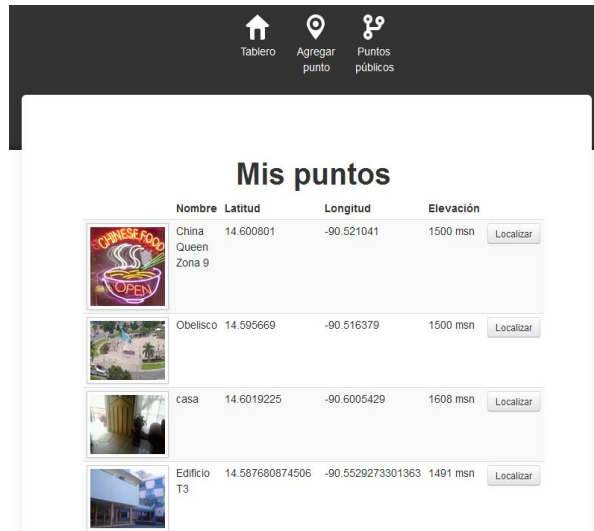 Tablero
Agregar punto
Puntos públicos
Mis puntos
Nombre Latitud Longitud Elevación
CHINESE FOOD
OPEN
China Queen Zona 9 14.600801 -90.521041 1500 msn Localizar
Obelisco 14.595669 -90.516379 1500 msn Localizar
casa 14.6019225 -90.6005429 1608 msn Localizar
Edificio T3 14.587680874506 -90.5529273301363 1491 msn Localizar